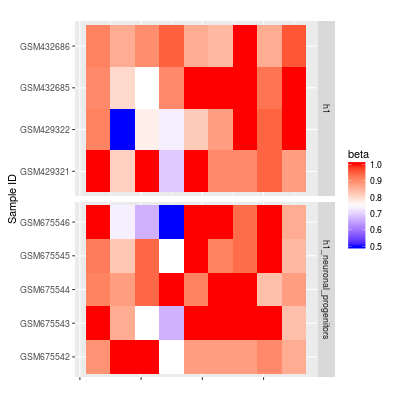 GSM432686
GSM432685
GSM429322
GSM429321
h1
GSM675546
GSM675545
GSM675544
GSM675543
GSM675542
h1_neuronal_progenitors
Sample ID
beta
1.0
0.9
0.8
0.7
0.6
0.5